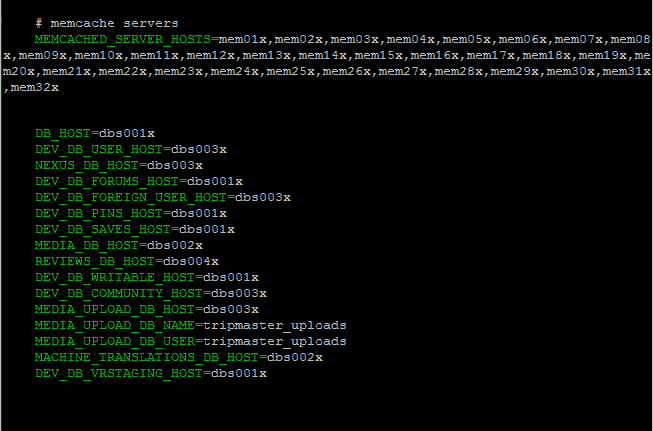 # memcache servers
MEMCACHED_SERVER_HOSTS=mem01x,mem02x,mem03x,mem04x,mem05x,mem06x,mem07x,mem08
x,mem09x,mem10x,mem11x,mem12x,mem13x,mem14x,mem15x,mem16x,mem17x,mem18x,mem19x,me
m20x,mem21x,mem22x,mem23x,mem24x,mem25x,mem26x,mem27x,mem28x,mem29x,mem30x,mem31x
,mem32x
DB_HOST=dbs001x
DEV_DB_USER_HOST=dbs003x
NEXUS_DB_HOST=dbs003x
DEV_DB_FORUMS_HOST=dbs001x
DEV_DB_FOREIGN_USER_HOST=dbs003x
DEV_DB_PINS_HOST=dbs001x
DEV_DB_SAVES_HOST=dbs001x
MEDIA_DB_HOST=dbs002x
REVIEWS_DB_HOST=dbs004x
DEV_DB_WRITABLE_HOST=dbs001x
DEV_DB_COMMUNITY_HOST=dbs003x
MEDIA_UPLOAD_DB_HOST=dbs003x
MEDIA_UPLOAD_DB_NAME=tripmaster_uploads
MEDIA_UPLOAD_DB_USER=tripmaster_uploads
MACHINE_TRANSLATIONS_DB_HOST=dbs002x
DEV_DB_VRSTAGING_HOST=dbs001x